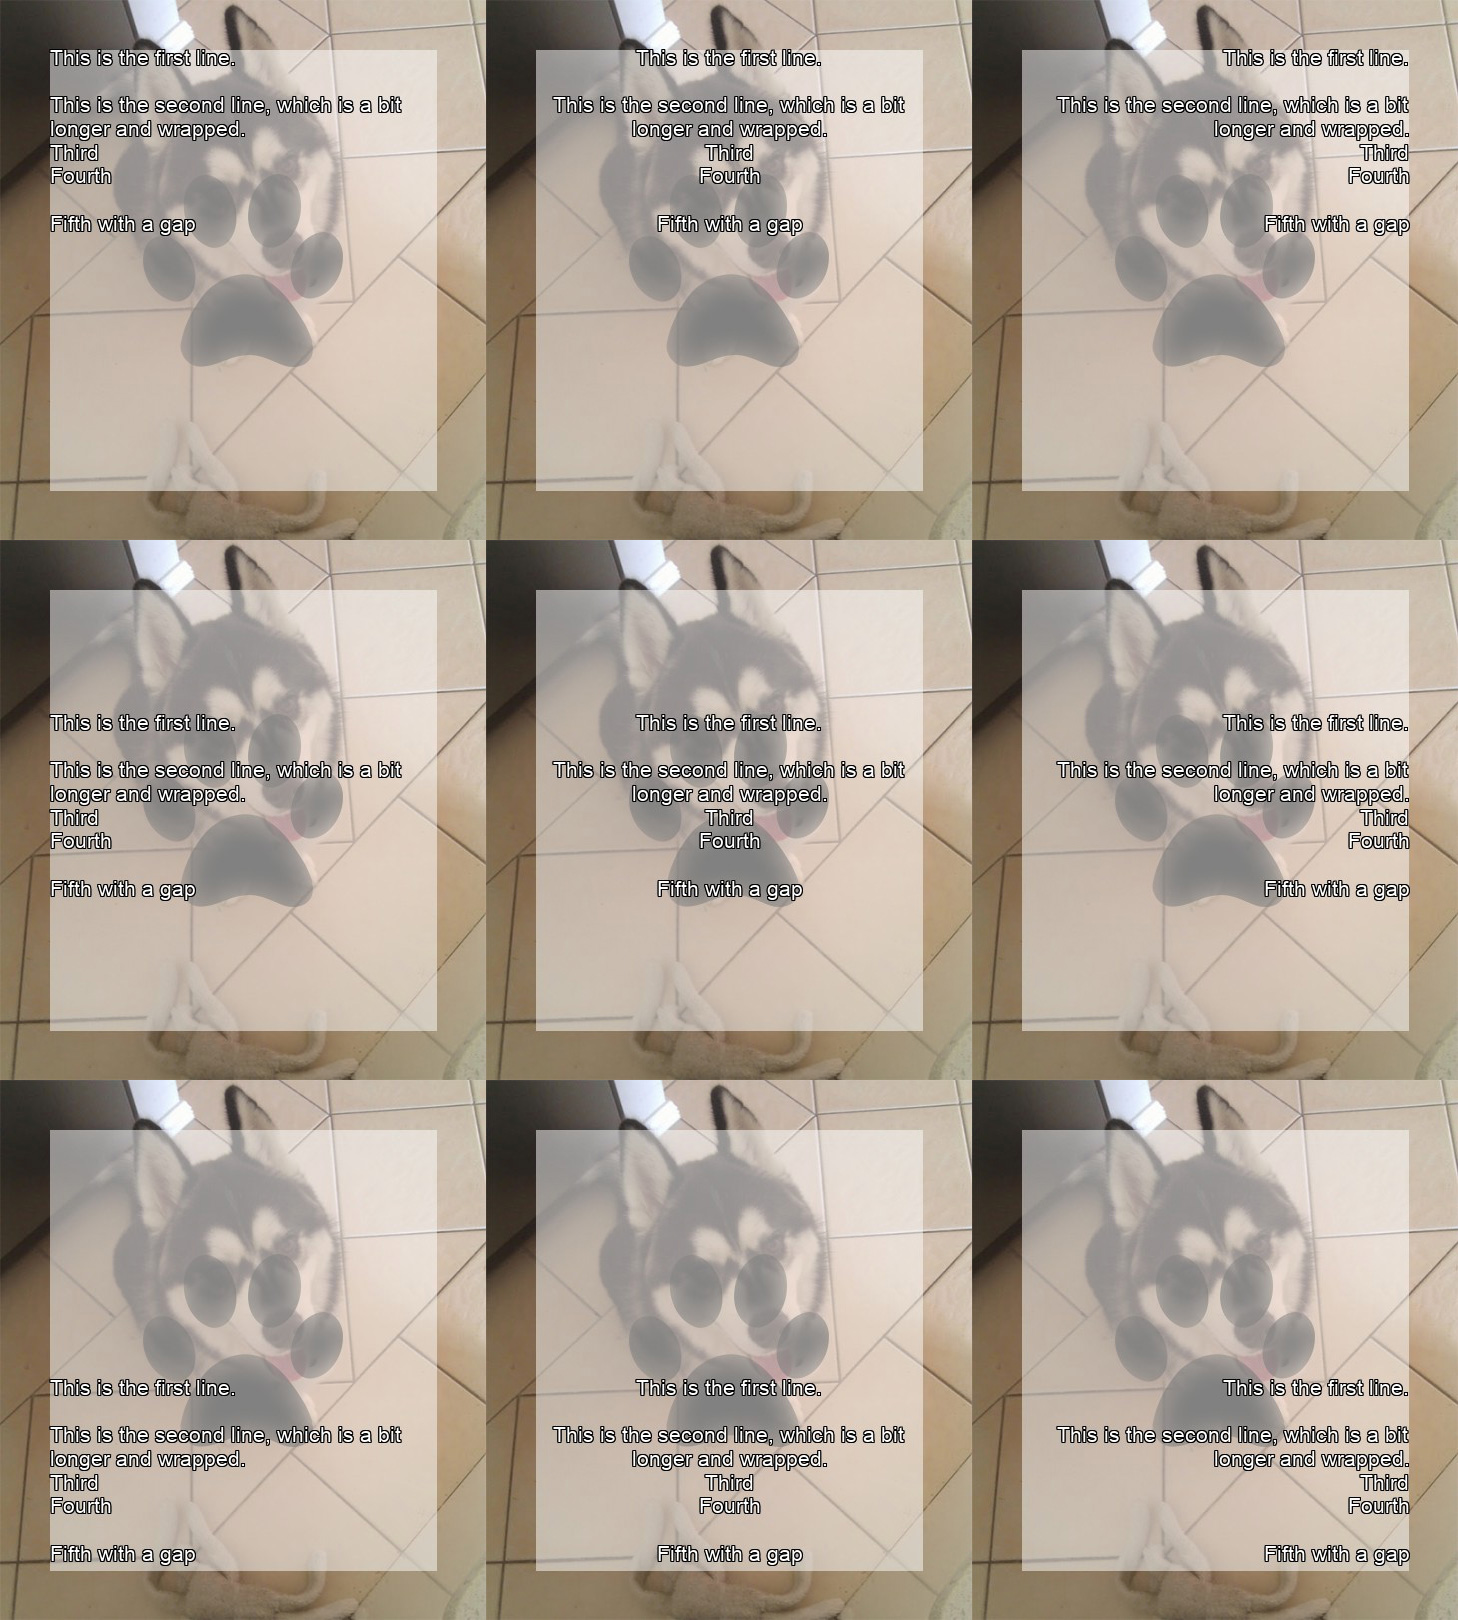 This is the first line.
This is the second line, which is a bit
longer and wrapped.
Third
Fourth
Fifth with a gap
This is the first line.
This is the second line, which is a bit
longer and wrapped.
Third
Fourth
Fifth with a gap
This is the first line.
This is the second line, which is a bit
longer and wrapped.
Third
Fourth
Fifth with a gap
This is the first line.
This is the second line, which is a bit
longer and wrapped.
Third
Fourth
Fifth with a gap
This is the first line.
This is the second line, which is a bit
longer and wrapped.
Third
Fourth
Fifth with a gap
This is the first line.
This is the second line, which is a bit
longer and wrapped.
Third
Fourth
Fifth with a gap
This is the first line.
This is the second line, which is a bit
longer and wrapped.
Third
Fourth
Fifth with a gap
This is the first line.
This is the second line, which is a bit
longer and wrapped.
Third
Fourth
Fifth with a gap
This is the first line.
This is the second line, which is a bit
longer and wrapped.
Third
Fourth
Fifth with a gap